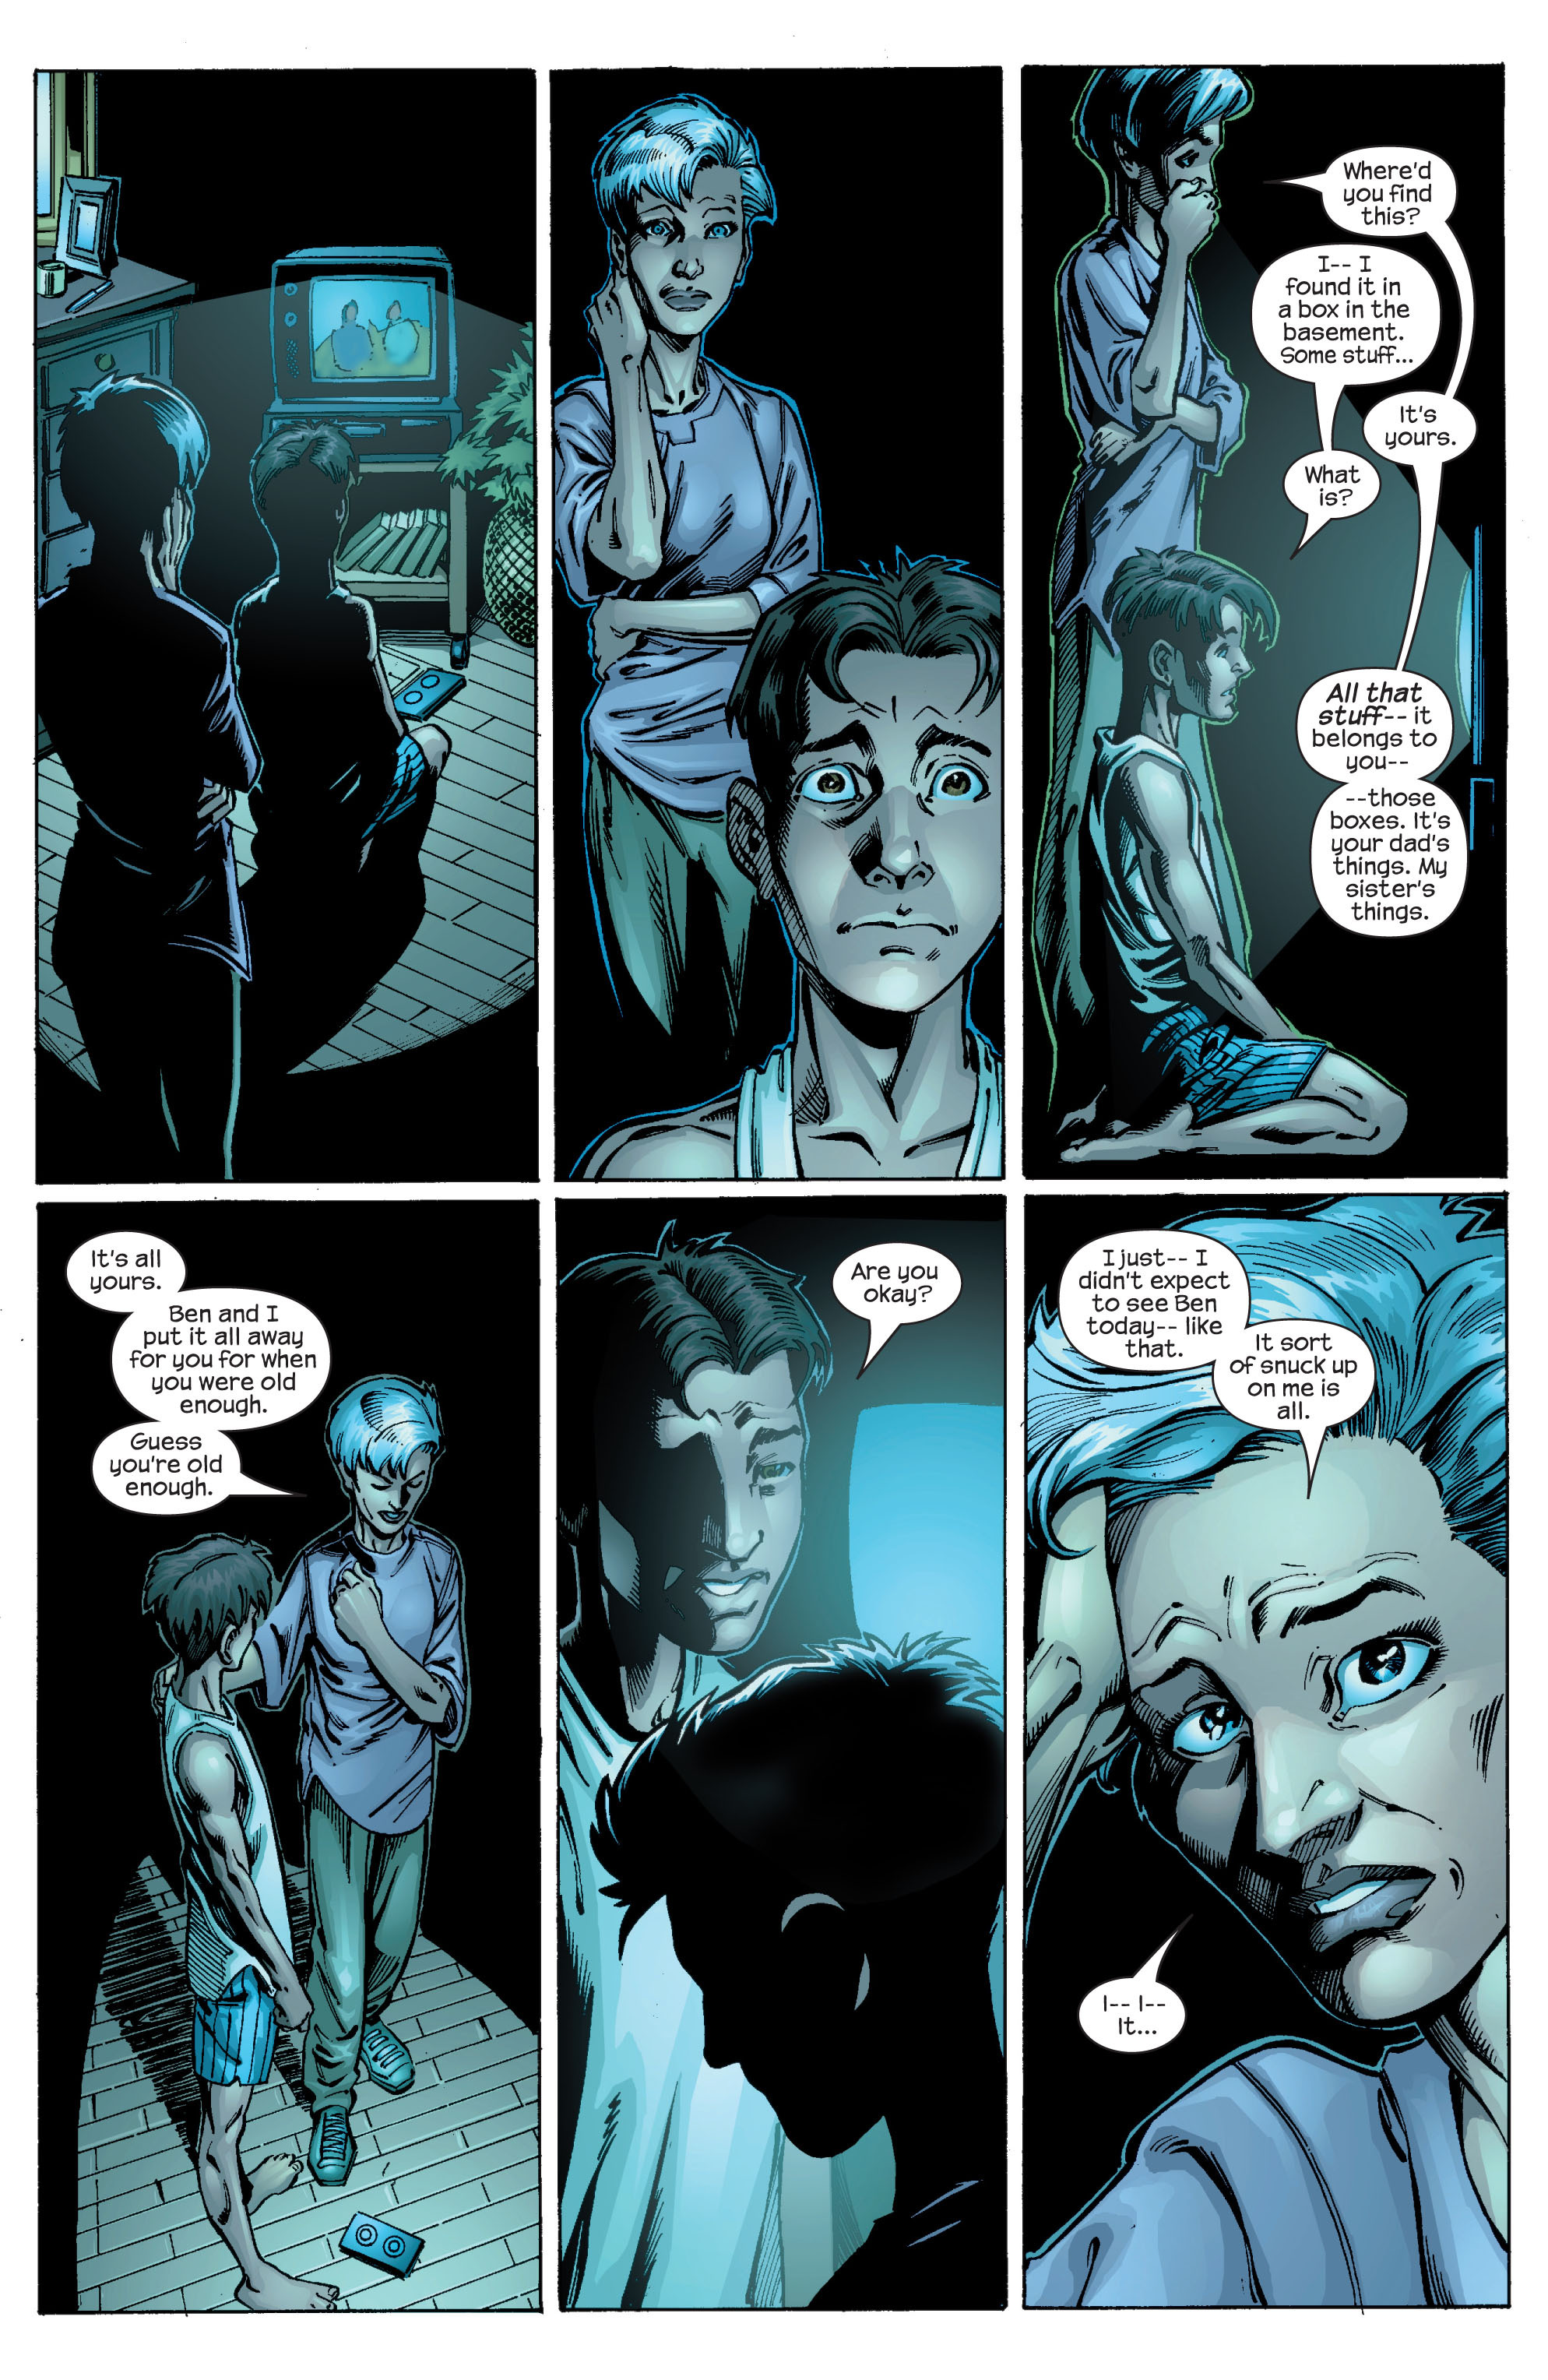 Where'd
you find
this?
I-- I
found it in
a box in the
basement.
Some stuff...
It's
yours.
What
is?
All that
stuff-- it
belongs to
you--
--those
boxes. It's
your dad's
things. My
sister's
things.
It's all
yours.
Ben and I
put it all away
for you for when
you were old
enough.
Guess
you're old
enough.
Are you
okay?
I just-- I
didn't expect
to see Ben
today-- like
that.
It sort
of snuck up
on me is
all.
I-- I--
It...